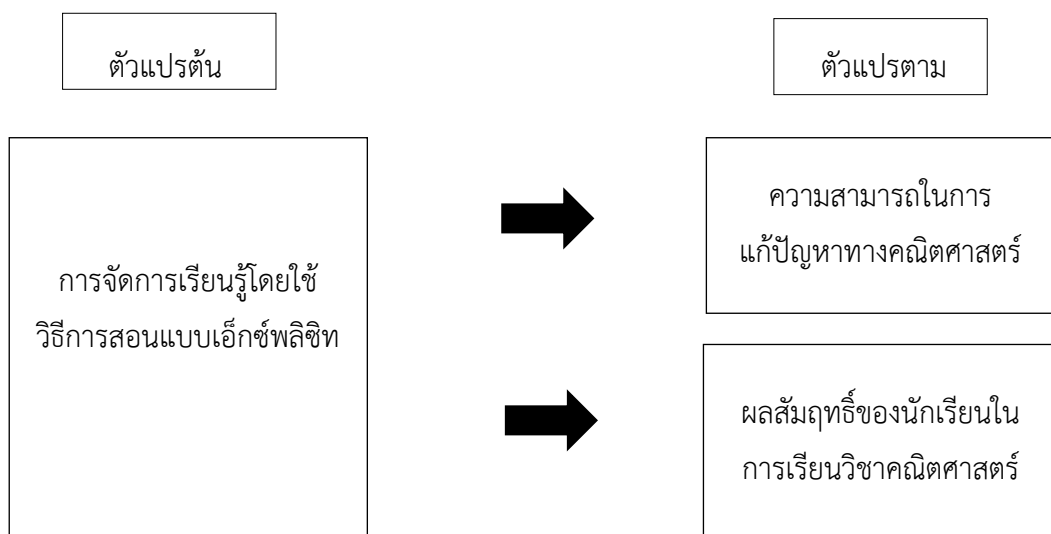 ตัวแปรต้น
ตัวแปรตาม
การจัดการเรียนรู้โดยใช้
วิธีการสอนแบบเอ็กซ์พลิซิท
ความสามารถในการ
แก้ปัญหาทางคณิตศาสตร์
ผลสัมฤทธิ์ของนักเรียนใน
การเรียนวิชาคณิตศาสตร์